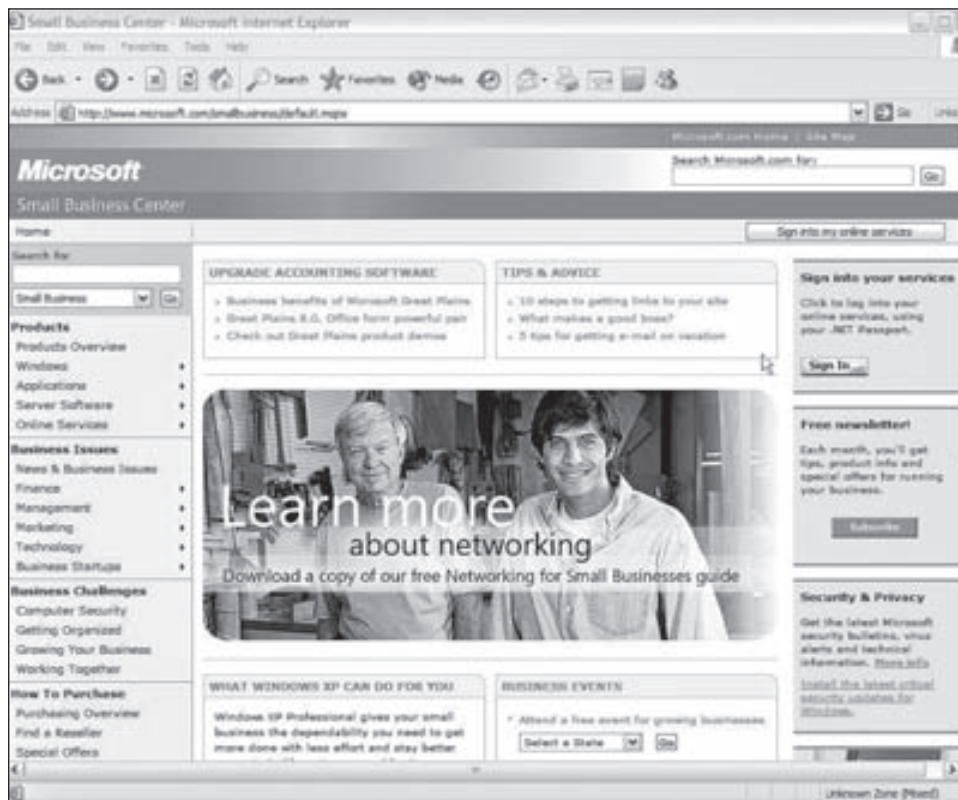 Small Business Center - Microsoft Internet Explorer
File Edit View Favorites Tools Help
Back Search Favorites Media
Address http://www.microsoft.com/smallbusiness/default.mspx Go Links
Microsoft.com Home | Site Map
Microsoft
Search Microsoft.com for:
Go
Small Business Center
Home
Sign into my online services
Search for
Small Business Go
Products
Products Overview
Windows
Applications
Server Software
Online Services
Business Issues
News & Business Issues
Finance
Management
Marketing
Technology
Business Startups
Business Challenges
Computer Security
Getting Organized
Growing Your Business
Working Together
How To Purchase
Purchasing Overview
Find a Reseller
Special Offers
UPGRADE ACCOUNTING SOFTWARE
Business benefits of Microsoft Great Plains
Great Plains 8.0, Office form powerful pair
Check out Great Plains product demos
TIPS & ADVICE
10 steps to getting links to your site
What makes a good boss?
5 tips for getting e-mail on vacation
Learn more
about networking
Download a copy of our free Networking for Small Businesses guide
WHAT WINDOWS XP CAN DO FOR YOU
Windows XP Professional gives your small
business the dependability you need to get
more done with less effort and stay better
BUSINESS EVENTS
Attend a free event for growing businesses
Select a State Go
Sign into your services
Click to log into your
online services, using
your .NET Passport.
Sign In
Free newsletter!
Each month, you'll get
tips, product info and
special offers for running
your business.
Subscribe
Security & Privacy
Get the latest Microsoft
security bulletins, virus
alerts and technical
information. More info
Install the latest critical
security updates for
Windows.
Unknown Zone (Mixed)